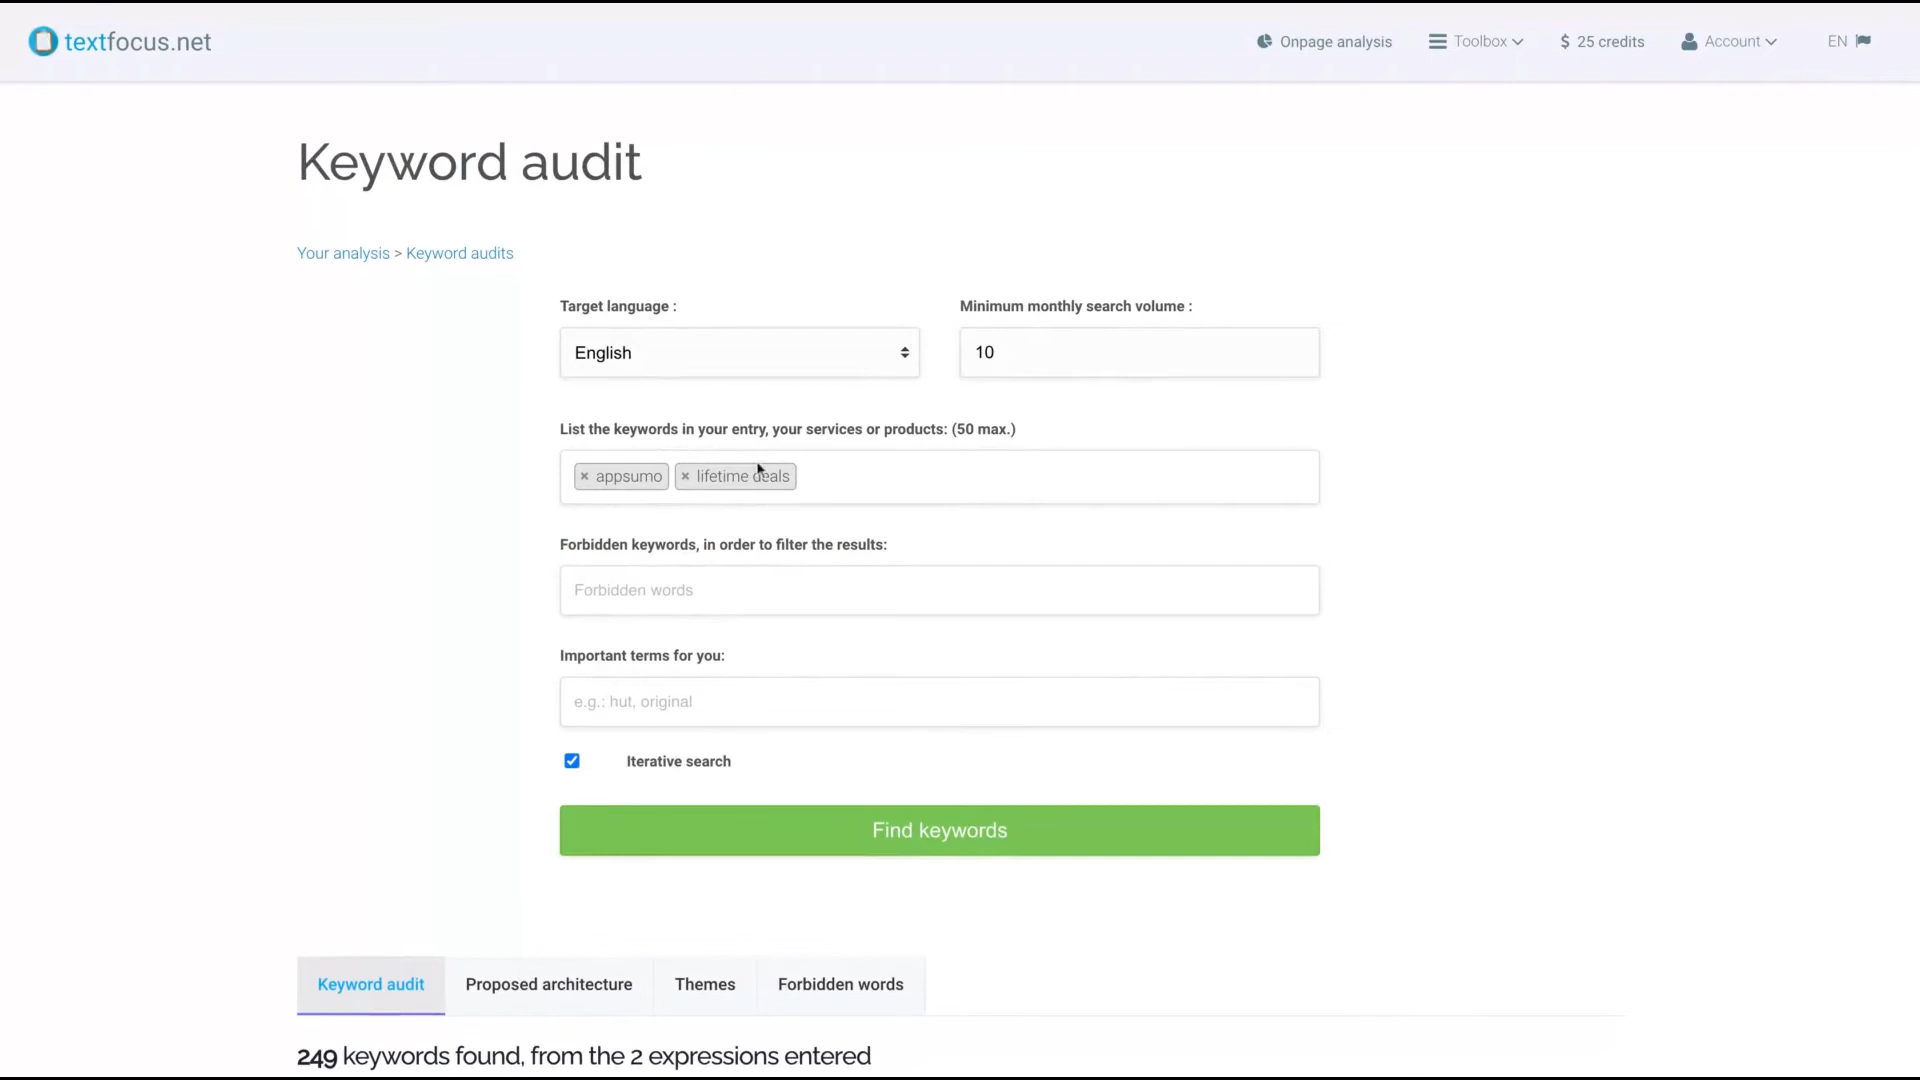 textfocus.net
Onpage analysis
Toolbox
$ 25 credits
Account
EN
Keyword audit
Your analysis > Keyword audits
Target language :
Minimum monthly search volume :
English
10
List the keywords in your entry, your services or products: (50 max.)
× appsumo × lifetime deals
Forbidden keywords, in order to filter the results:
Forbidden words
Important terms for you:
e.g.: hut, original
Iterative search
Find keywords
Keyword audit
Proposed architecture
Themes
Forbidden words
249 keywords found, from the 2 expressions entered